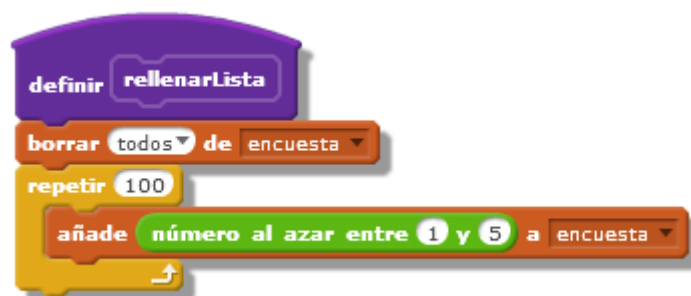 definir rellenarLista
borrar todos de encuesta
repetir 100
añade número al azar entre 1 y 5 a encuesta